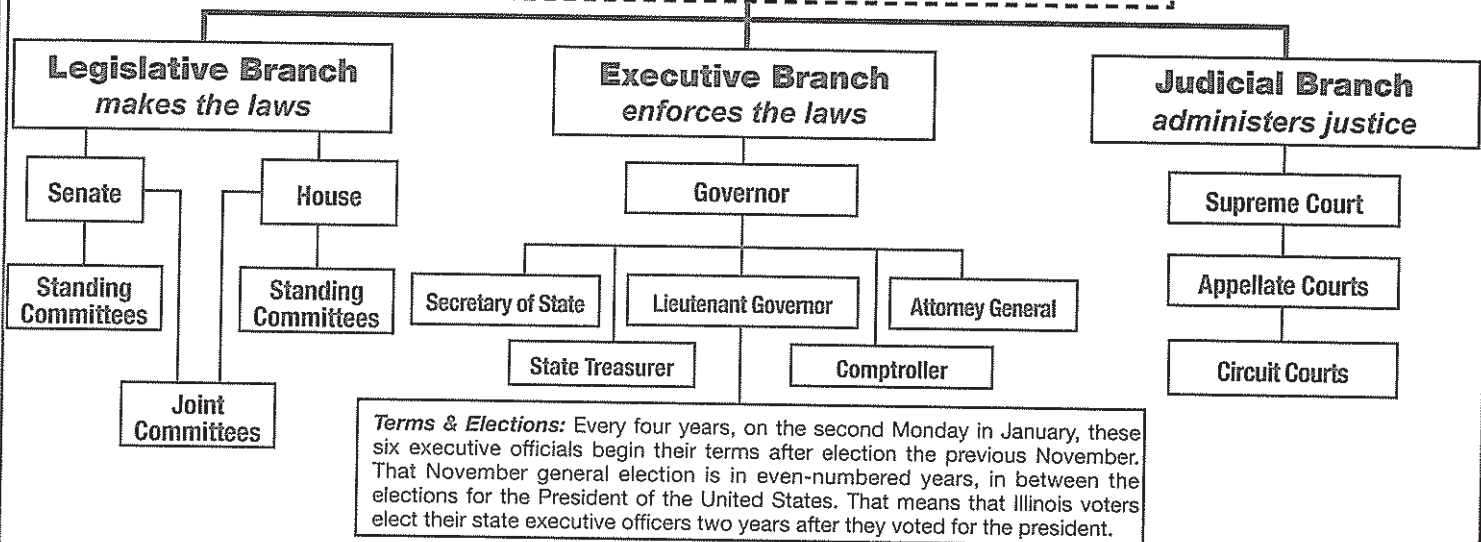 Legislative Branch
makes the laws
Executive Branch
enforces the laws
Judicial Branch
administers justice
Senate
House
Governor
Supreme Court
Standing
Committees
Standing
Committees
Secretary of State
Lieutenant Governor
Attorney General
Appellate Courts
State Treasurer
Comptroller
Circuit Courts
Joint
Committees
Terms & Elections: Every four years, on the second Monday in January, these
six executive officials begin their terms after election the previous November.
That November general election is in even-numbered years, in between the
elections for the President of the United States. That means that Illinois voters
elect their state executive officers two years after they voted for the president.